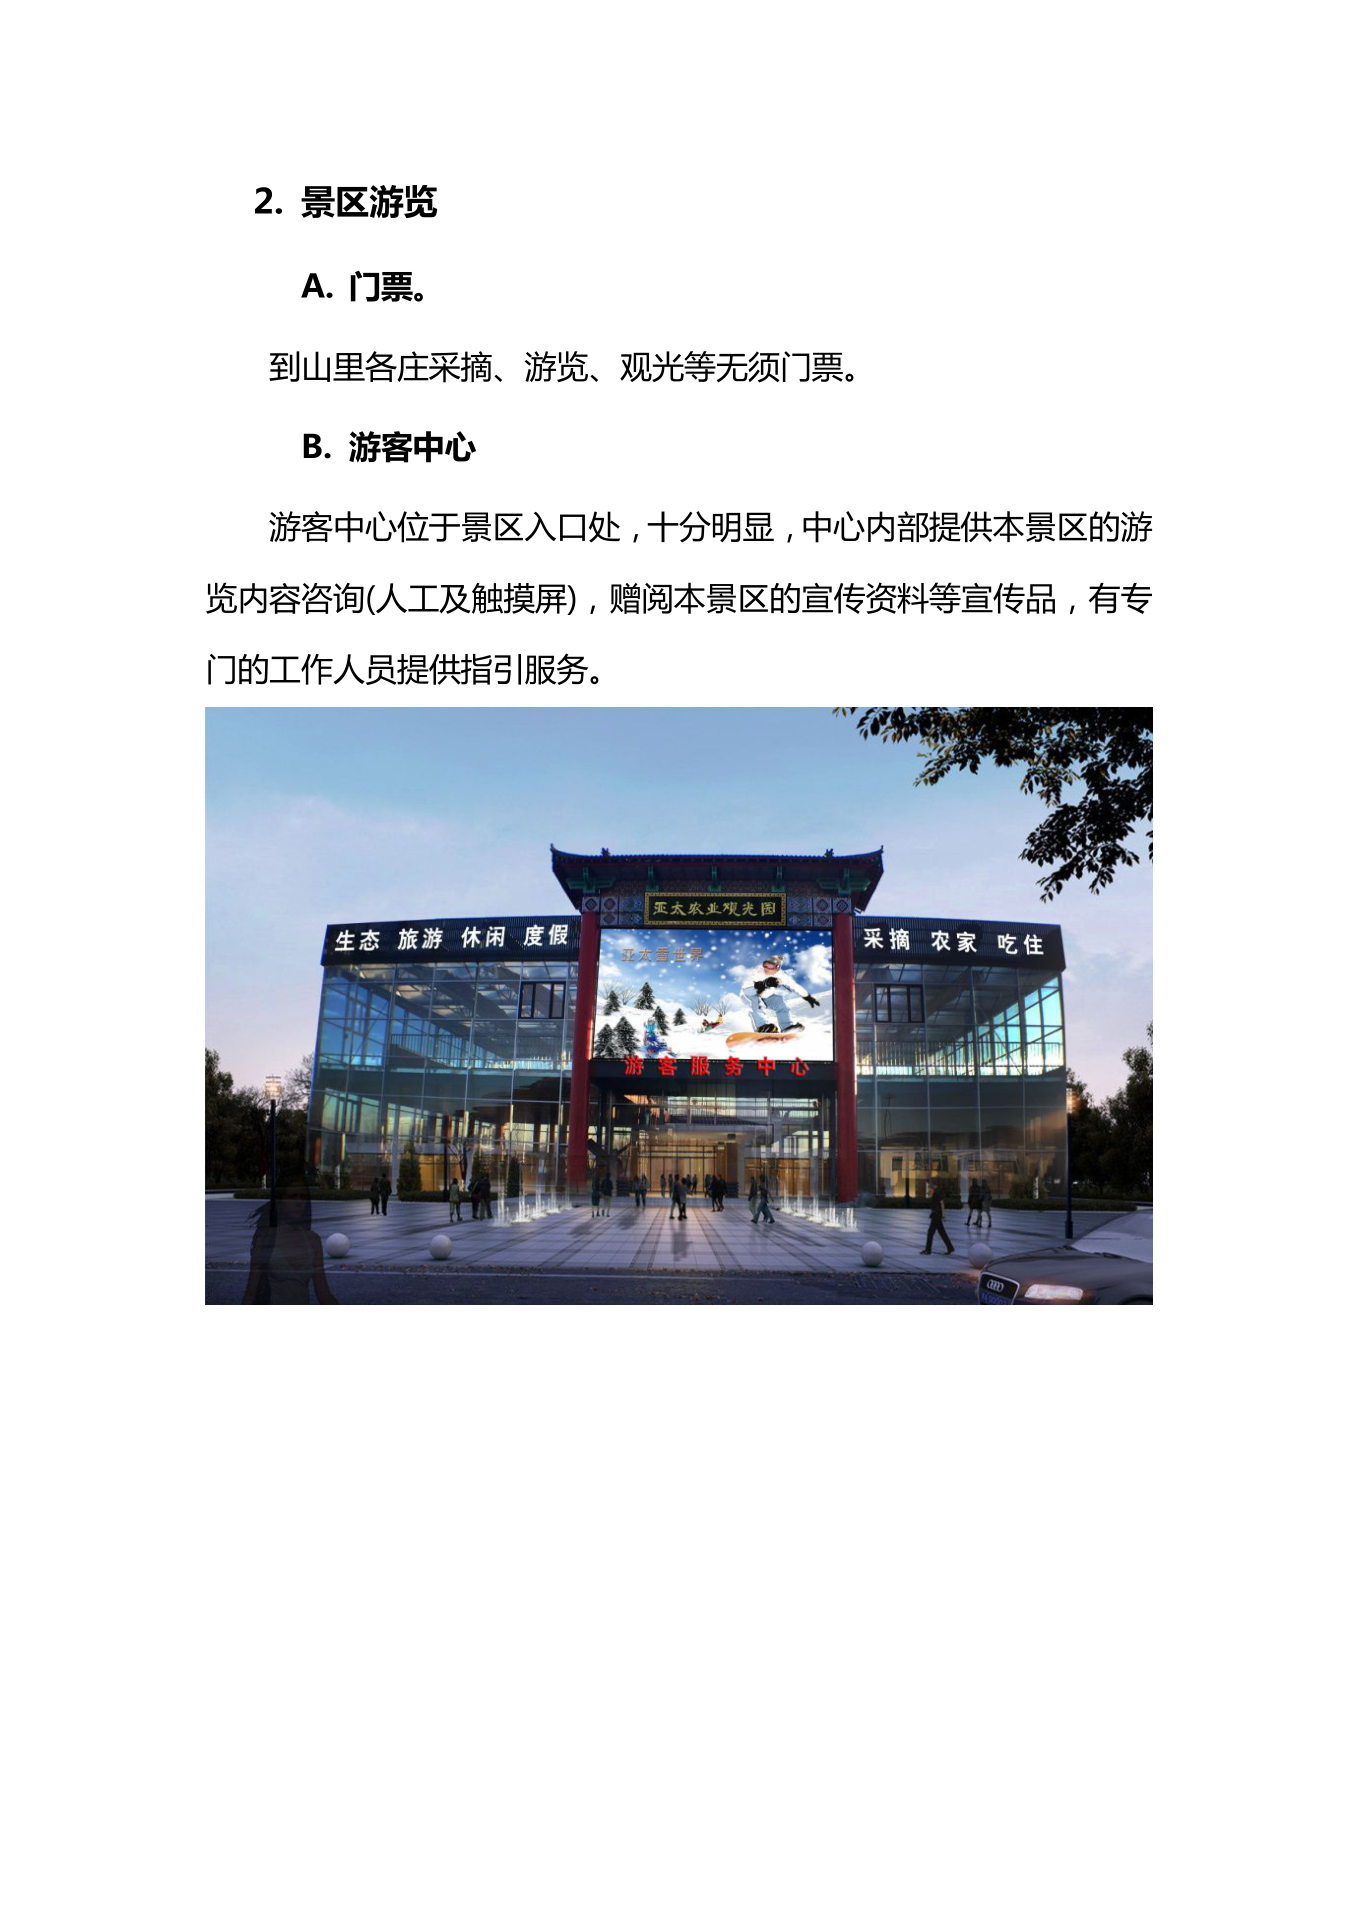 2. 景区游览
A. 门票。
到山里各庄采摘、游览、观光等无须门票。
B. 游客中心
游客中心位于景区入口处，十分明显，中心内部提供本景区的游
览内容咨询(人工及触摸屏)，赠阅本景区的宣传资料等宣传品，有专
门的工作人员提供指引服务。
亚太农业观光园
生态 旅游 休闲 度假
采摘 农家 吃住
亚太雪世界
游客服务中心